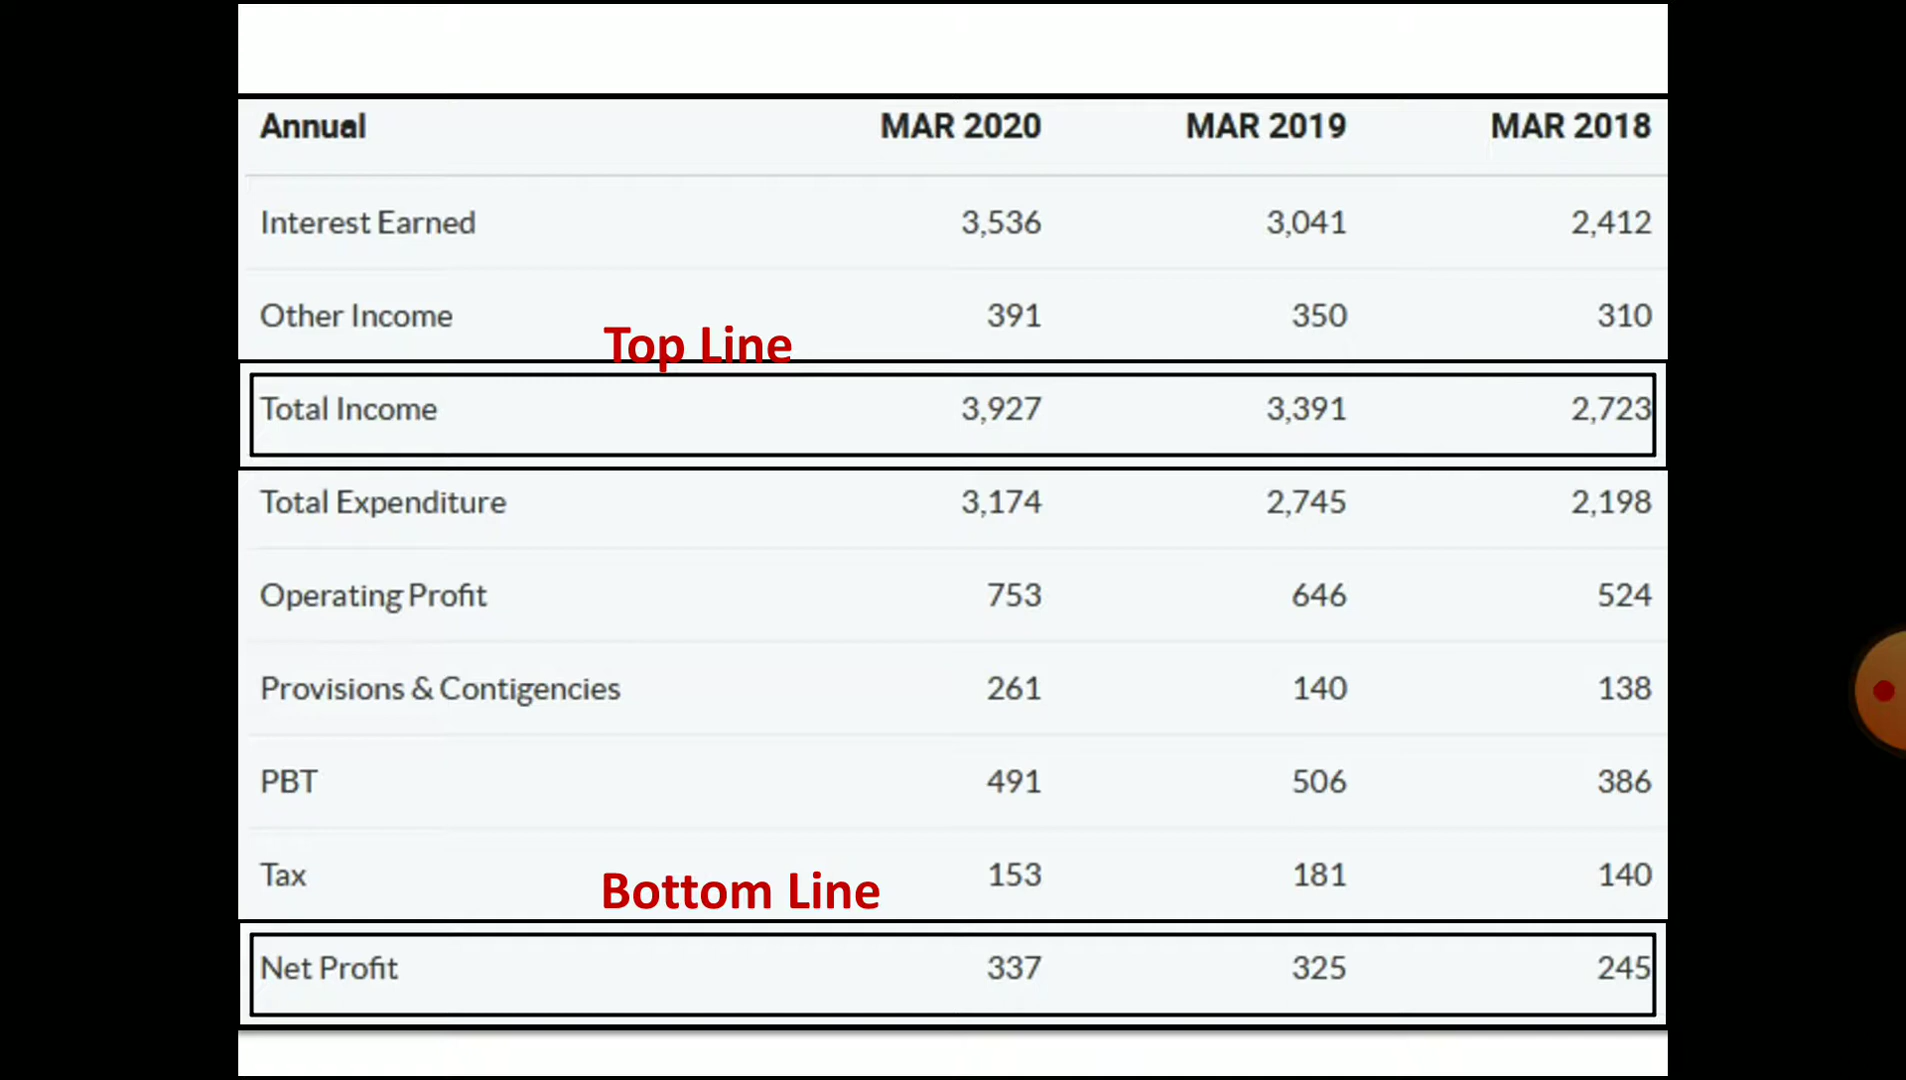 Annual MAR 2020 MAR 2019 MAR 2018
Interest Earned 3,536 3,041 2,412
Other Income 391 350 310
Top Line
Total Income 3,927 3,391 2,723
Total Expenditure 3,174 2,745 2,198
Operating Profit 753 646 524
Provisions & Contigencies 261 140 138
PBT 491 506 386
Tax 153 181 140
Bottom Line
Net Profit 337 325 245